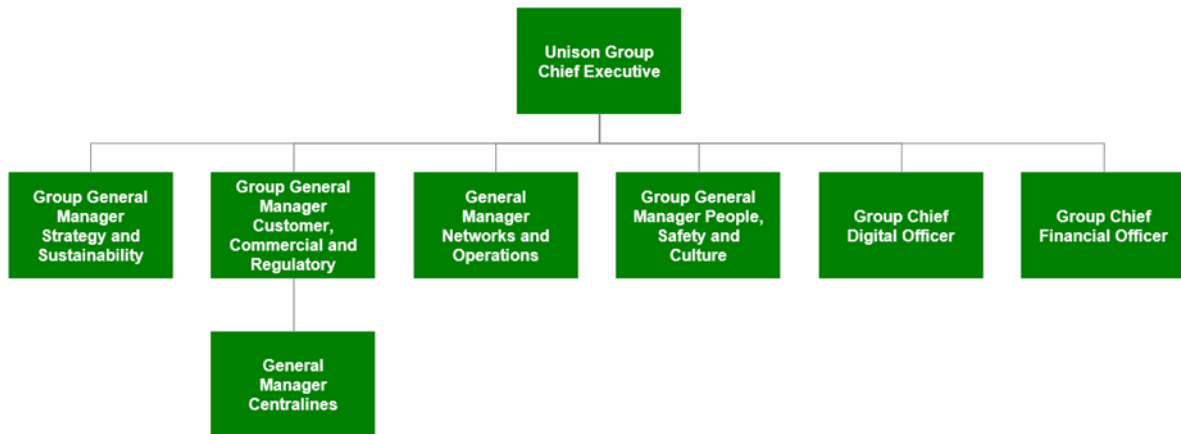 Unison Group
Chief Executive
Group General
Manager
Strategy and
Sustainability
Group General
Manager
Customer,
Commercial and
Regulatory
General
Manager
Networks and
Operations
Group General
Manager People,
Safety and
Culture
Group Chief
Digital Officer
Group Chief
Financial Officer
General
Manager
Centralines